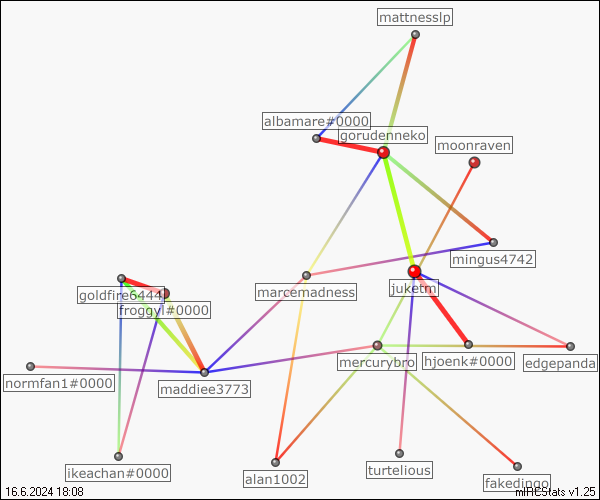 mattnesslp
albamare#0000
gorudenneko
moonraven
mingus4742
goldfire6444
marcemadness
juketm
froggyl#0000
mercurybro
hjoenk#0000
edgepanda
normfan1#0000
maddiee3773
ikeachan#0000
alan1002
turtelious
fakedingo
16.6.2024 18:08
mIRCStats v1.25